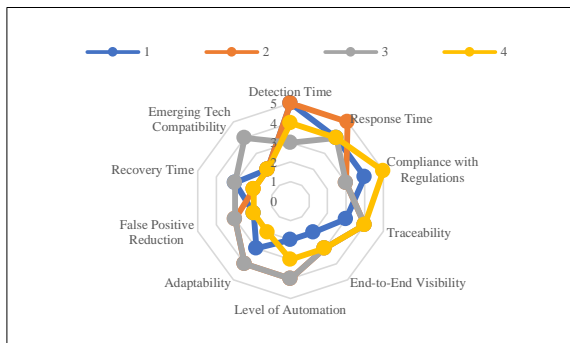 1 2 3 4
Detection Time
Response Time
Compliance with
Regulations
Traceability
End-to-End Visibility
Level of Automation
Adaptability
False Positive
Reduction
Recovery Time
Emerging Tech
Compatibility
5
4
3
2
1
0